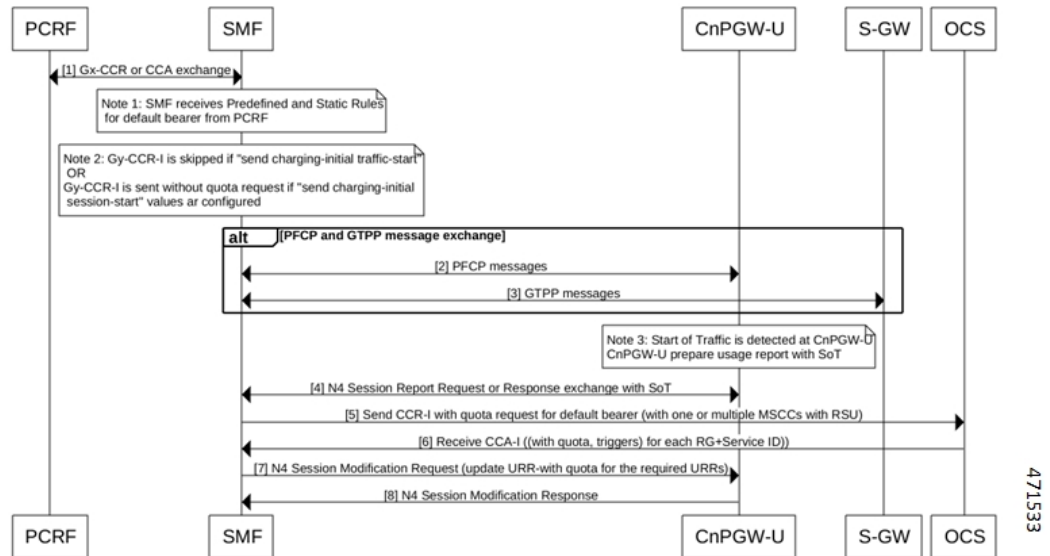 PCRF
SMF
CnPGW-U
S-GW
OCS
[1] Gx-CCR or CCA exchange
Note 1: SMF receives Predefined and Static Rules
for default bearer from PCRF
Note 2: Gy-CCR-I is skipped if "send charging-initial traffic-start"
OR
Gy-CCR-I is sent without quota request if "send charging-initial
session-start" values ar configured
alt
[PFCP and GTPP message exchange]
[2] PFCP messages
[3] GTPP messages
Note 3: Start of Traffic is detected at CnPGW-U
CnPGW-U prepare usage report with SoT
[4] N4 Session Report Request or Response exchange with SoT
[5] Send CCR-I with quota request for default bearer (with one or multiple MSCCs with RSU)
[6] Receive CCA-I ((with quota, triggers) for each RG+Service ID))
[7] N4 Session Modification Request (update URR-with quota for the required URRs)
[8] N4 Session Modification Response
PCRF
SMF
CnPGW-U
S-GW
OCS
471533